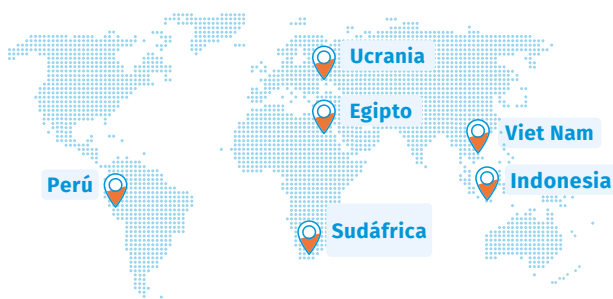 Ucrania
Egipto
Viet Nam
Perú
Indonesia
Sudáfrica